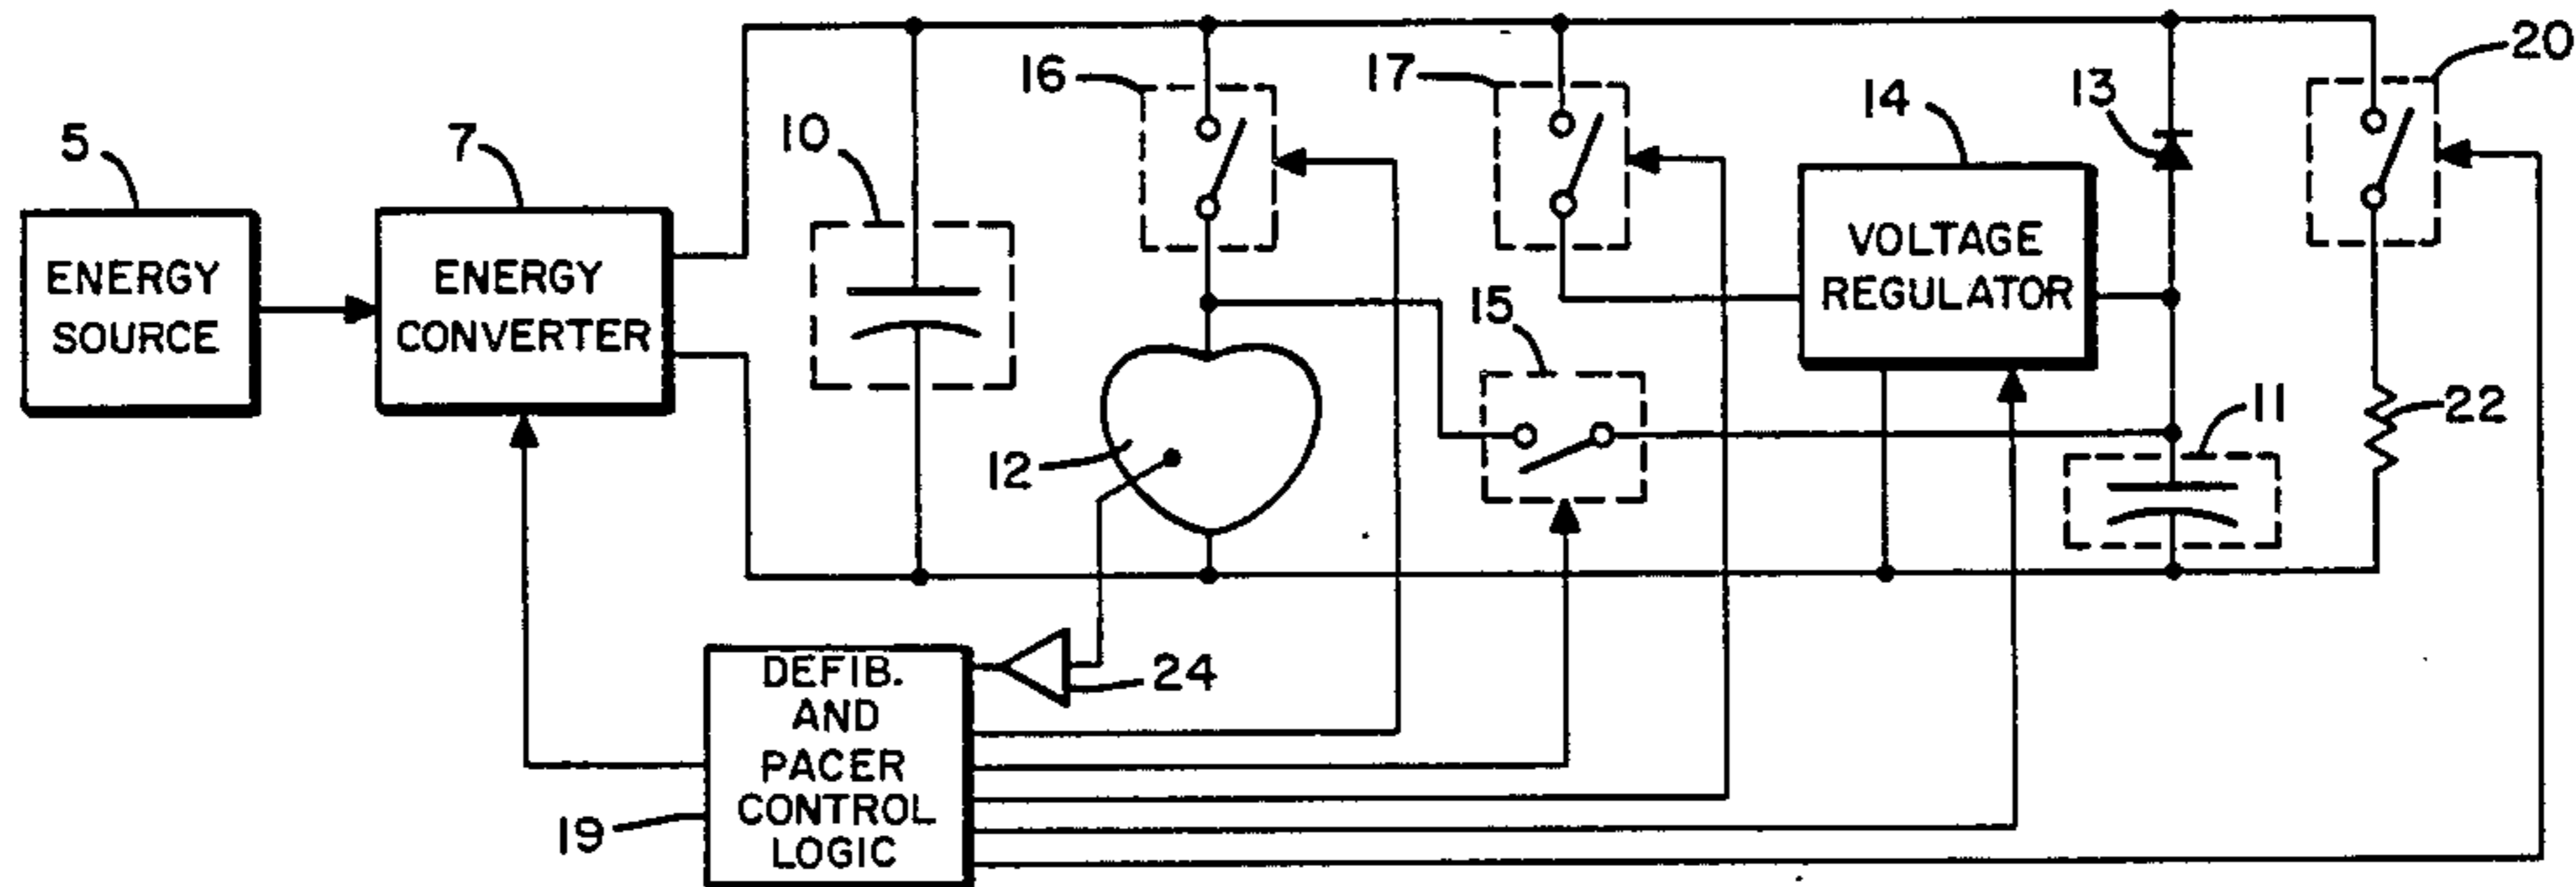 5
ENERGY
SOURCE
7
ENERGY
CONVERTER
10
16
12
17
15
14
VOLTAGE
REGULATOR
13
11
20
22
24
19
DEFIB.
AND
PACER
CONTROL
LOGIC